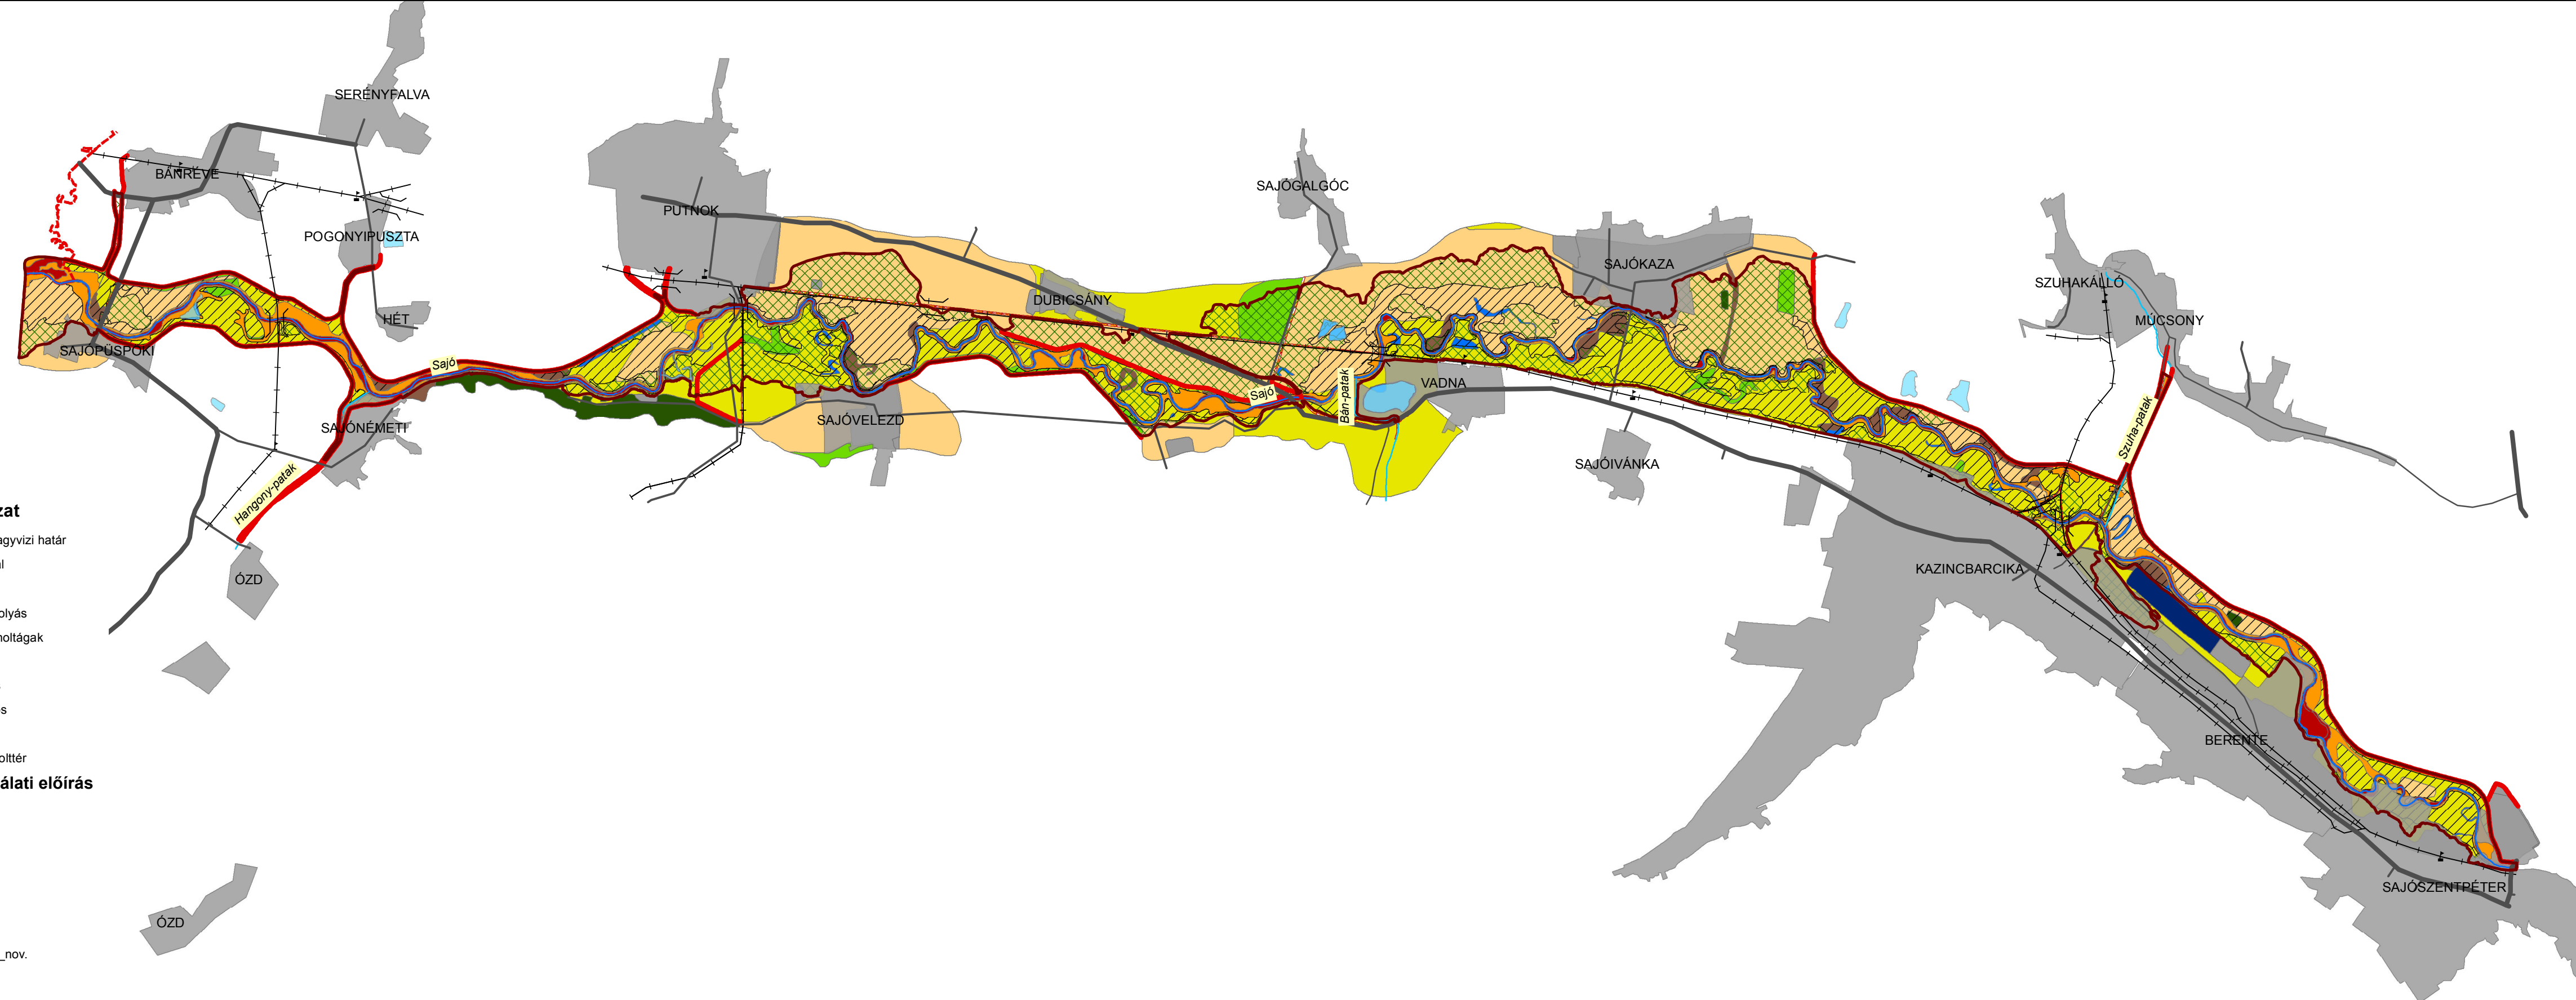 SERÉNYFALVA
BÁNRÉVE
POGONYIPUSZTA
HÉT
SAJÓPÜSPÖKI
Sajó
SAJÓNÉMETI
Hangony-patak
ÓZD
ÓZD
PUTNOK
DUBICSÁNY
SAJÓVELEZD
SAJÓGALGÓC
Sajó
Bán-patak
VADNA
SAJÓKAZA
SAJÓIVÁNKA
SZUHAKÁLLÓ
MÚCSONY
Szuha-patak
KAZINCBARCIKA
BERENTE
SAJÓSZENTPÉTER
zat
agyvizi határ
al
olyás
holtágak
s
olttér
álati előírás
_nov.